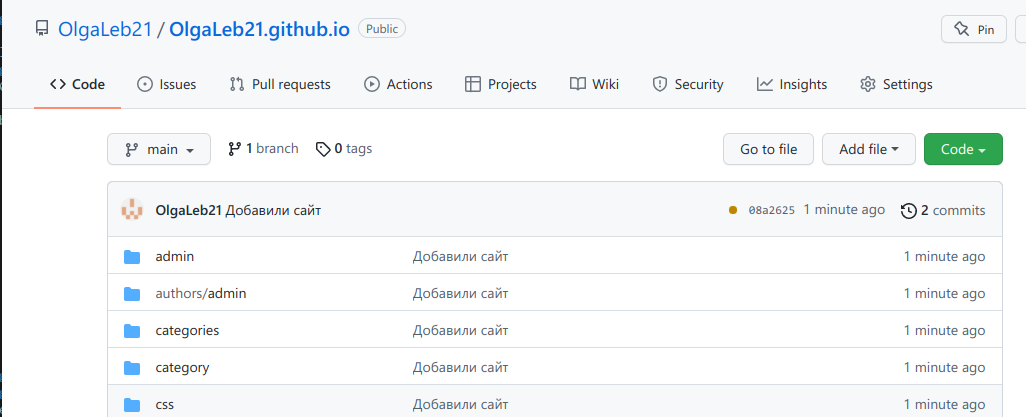 OlgaLeb21 / OlgaLeb21.github.io Public Pin
Code Issues Pull requests Actions Projects Wiki Security Insights Settings
main 1 branch 0 tags Go to file Add file Code
OlgaLeb21 Добавили сайт 08a2625 1 minute ago 2 commits
admin Добавили сайт 1 minute ago
authors/admin Добавили сайт 1 minute ago
categories Добавили сайт 1 minute ago
category Добавили сайт 1 minute ago
css Добавили сайт 1 minute ago